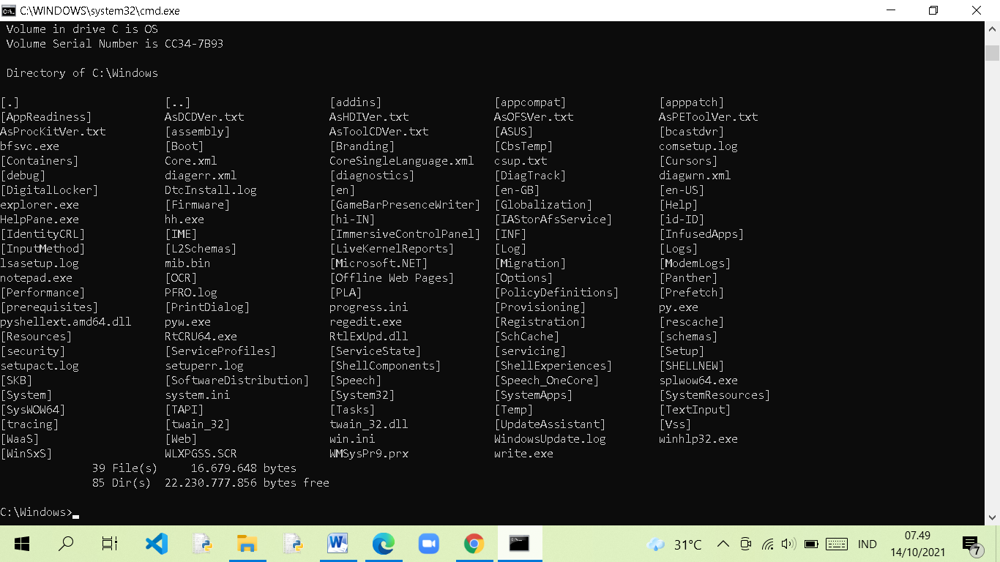 C:\WINDOWS\system32\cmd.exe
Volume in drive C is OS
Volume Serial Number is CC34-7B93
Directory of C:\Windows
[.] [..] [addins] [appcompat] [apppatch]
[AppReadiness] AsDCDVer.txt AsHDIVer.txt AsOFSVer.txt AsPEToolVer.txt
AsProcKitVer.txt [assembly] AsToolCDVer.txt [ASUS] [bcastdvr]
bfsvc.exe [Boot] [Branding] [CbsTemp] comsetup.log
[Containers] Core.xml CoreSingleLanguage.xml csup.txt [Cursors]
[debug] diagerr.xml [diagnostics] [DiagTrack] diagwrn.xml
[DigitalLocker] DtcInstall.log [en] [en-GB] [en-US]
explorer.exe [Firmware] [GameBarPresenceWriter] [Globalization] [Help]
HelpPane.exe hh.exe [hi-IN] [IAStorAfsService] [id-ID]
[IdentityCRL] [IME] [ImmersiveControlPanel] [INF] [InfusedApps]
[InputMethod] [L2Schemas] [LiveKernelReports] [Log] [Logs]
lsasetup.log mib.bin [Microsoft.NET] [Migration] [ModemLogs]
notepad.exe [OCR] [Offline Web Pages] [Options] [Panther]
[Performance] PFRO.log [PLA] [PolicyDefinitions] [Prefetch]
[prerequisites] [PrintDialog] progress.ini [Provisioning] py.exe
pyshellext.amd64.dll pyw.exe regedit.exe [Registration] [rescache]
[Resources] RtCRU64.exe RtlExUpd.dll [SchCache] [schemas]
[security] [ServiceProfiles] [ServiceState] [servicing] [Setup]
setupact.log setuperr.log [ShellComponents] [ShellExperiences] [SHELLNEW]
[SKB] [SoftwareDistribution] [Speech] [Speech_OneCore] splwow64.exe
[System] system.ini [System32] [SystemApps] [SystemResources]
[SysWOW64] [TAPI] [Tasks] [Temp] [TextInput]
[tracing] [twain_32] twain_32.dll [UpdateAssistant] [Vss]
[WaaS] [Web] win.ini WindowsUpdate.log winhlp32.exe
[WinSxS] WLXPGSS.SCR WMSysPr9.prx write.exe
39 File(s) 16.679.648 bytes
85 Dir(s) 22.230.777.856 bytes free
C:\Windows>
31°C IND 07.49
14/10/2021 7